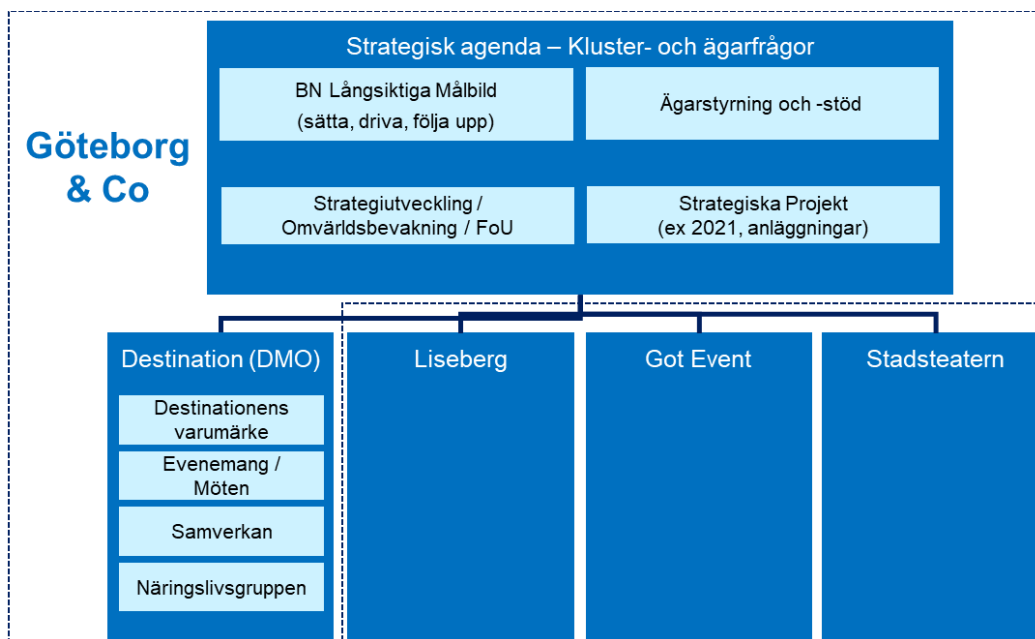 Strategisk agenda – Kluster- och ägarfrågor
BN Långsiktiga Målbild
(sätta, driva, följa upp)
Ägarstyrning och -stöd
Göteborg
& Co
Strategiutveckling /
Omvärldsbevakning / FoU
Strategiska Projekt
(ex 2021, anläggningar)
Destination (DMO)
Liseberg
Got Event
Stadsteatern
Destinationens
varumärke
Evenemang /
Möten
Samverkan
Näringslivsgruppen